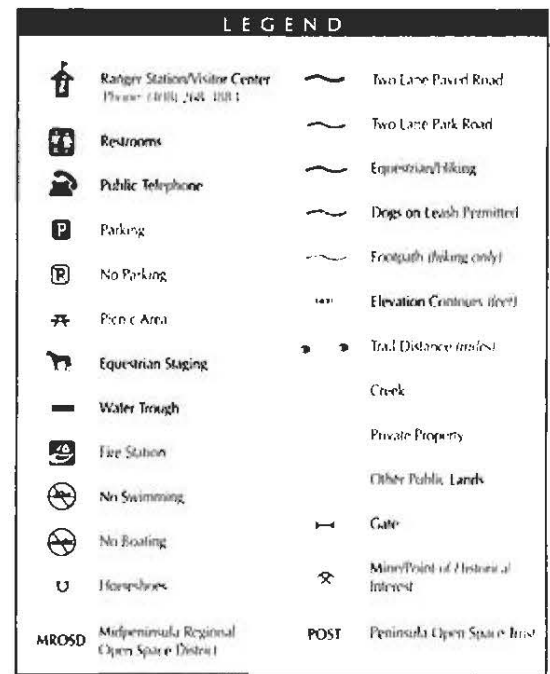 LEGEND
Ranger Station/Visitor Center
Restrooms
Public Telephone
P
Parking
No Parking
Picnic Area
Equestrian Staging
Water Trough
Fire Station
No Swimming
No Boating
Horseshoes
MROSD
Midpeninsula Regional
Open Space District
Two Lane Paved Road
Two Lane Park Road
Equestrian/Hiking
Dogs on Leash Permitted
Footpath (hiking only)
Elevation Contours (feet)
Trail Distance (miles)
Creek
Private Property
Other Public Lands
Gate
Mine/Point of Historical
Interest
POST
Peninsula Open Space Trust